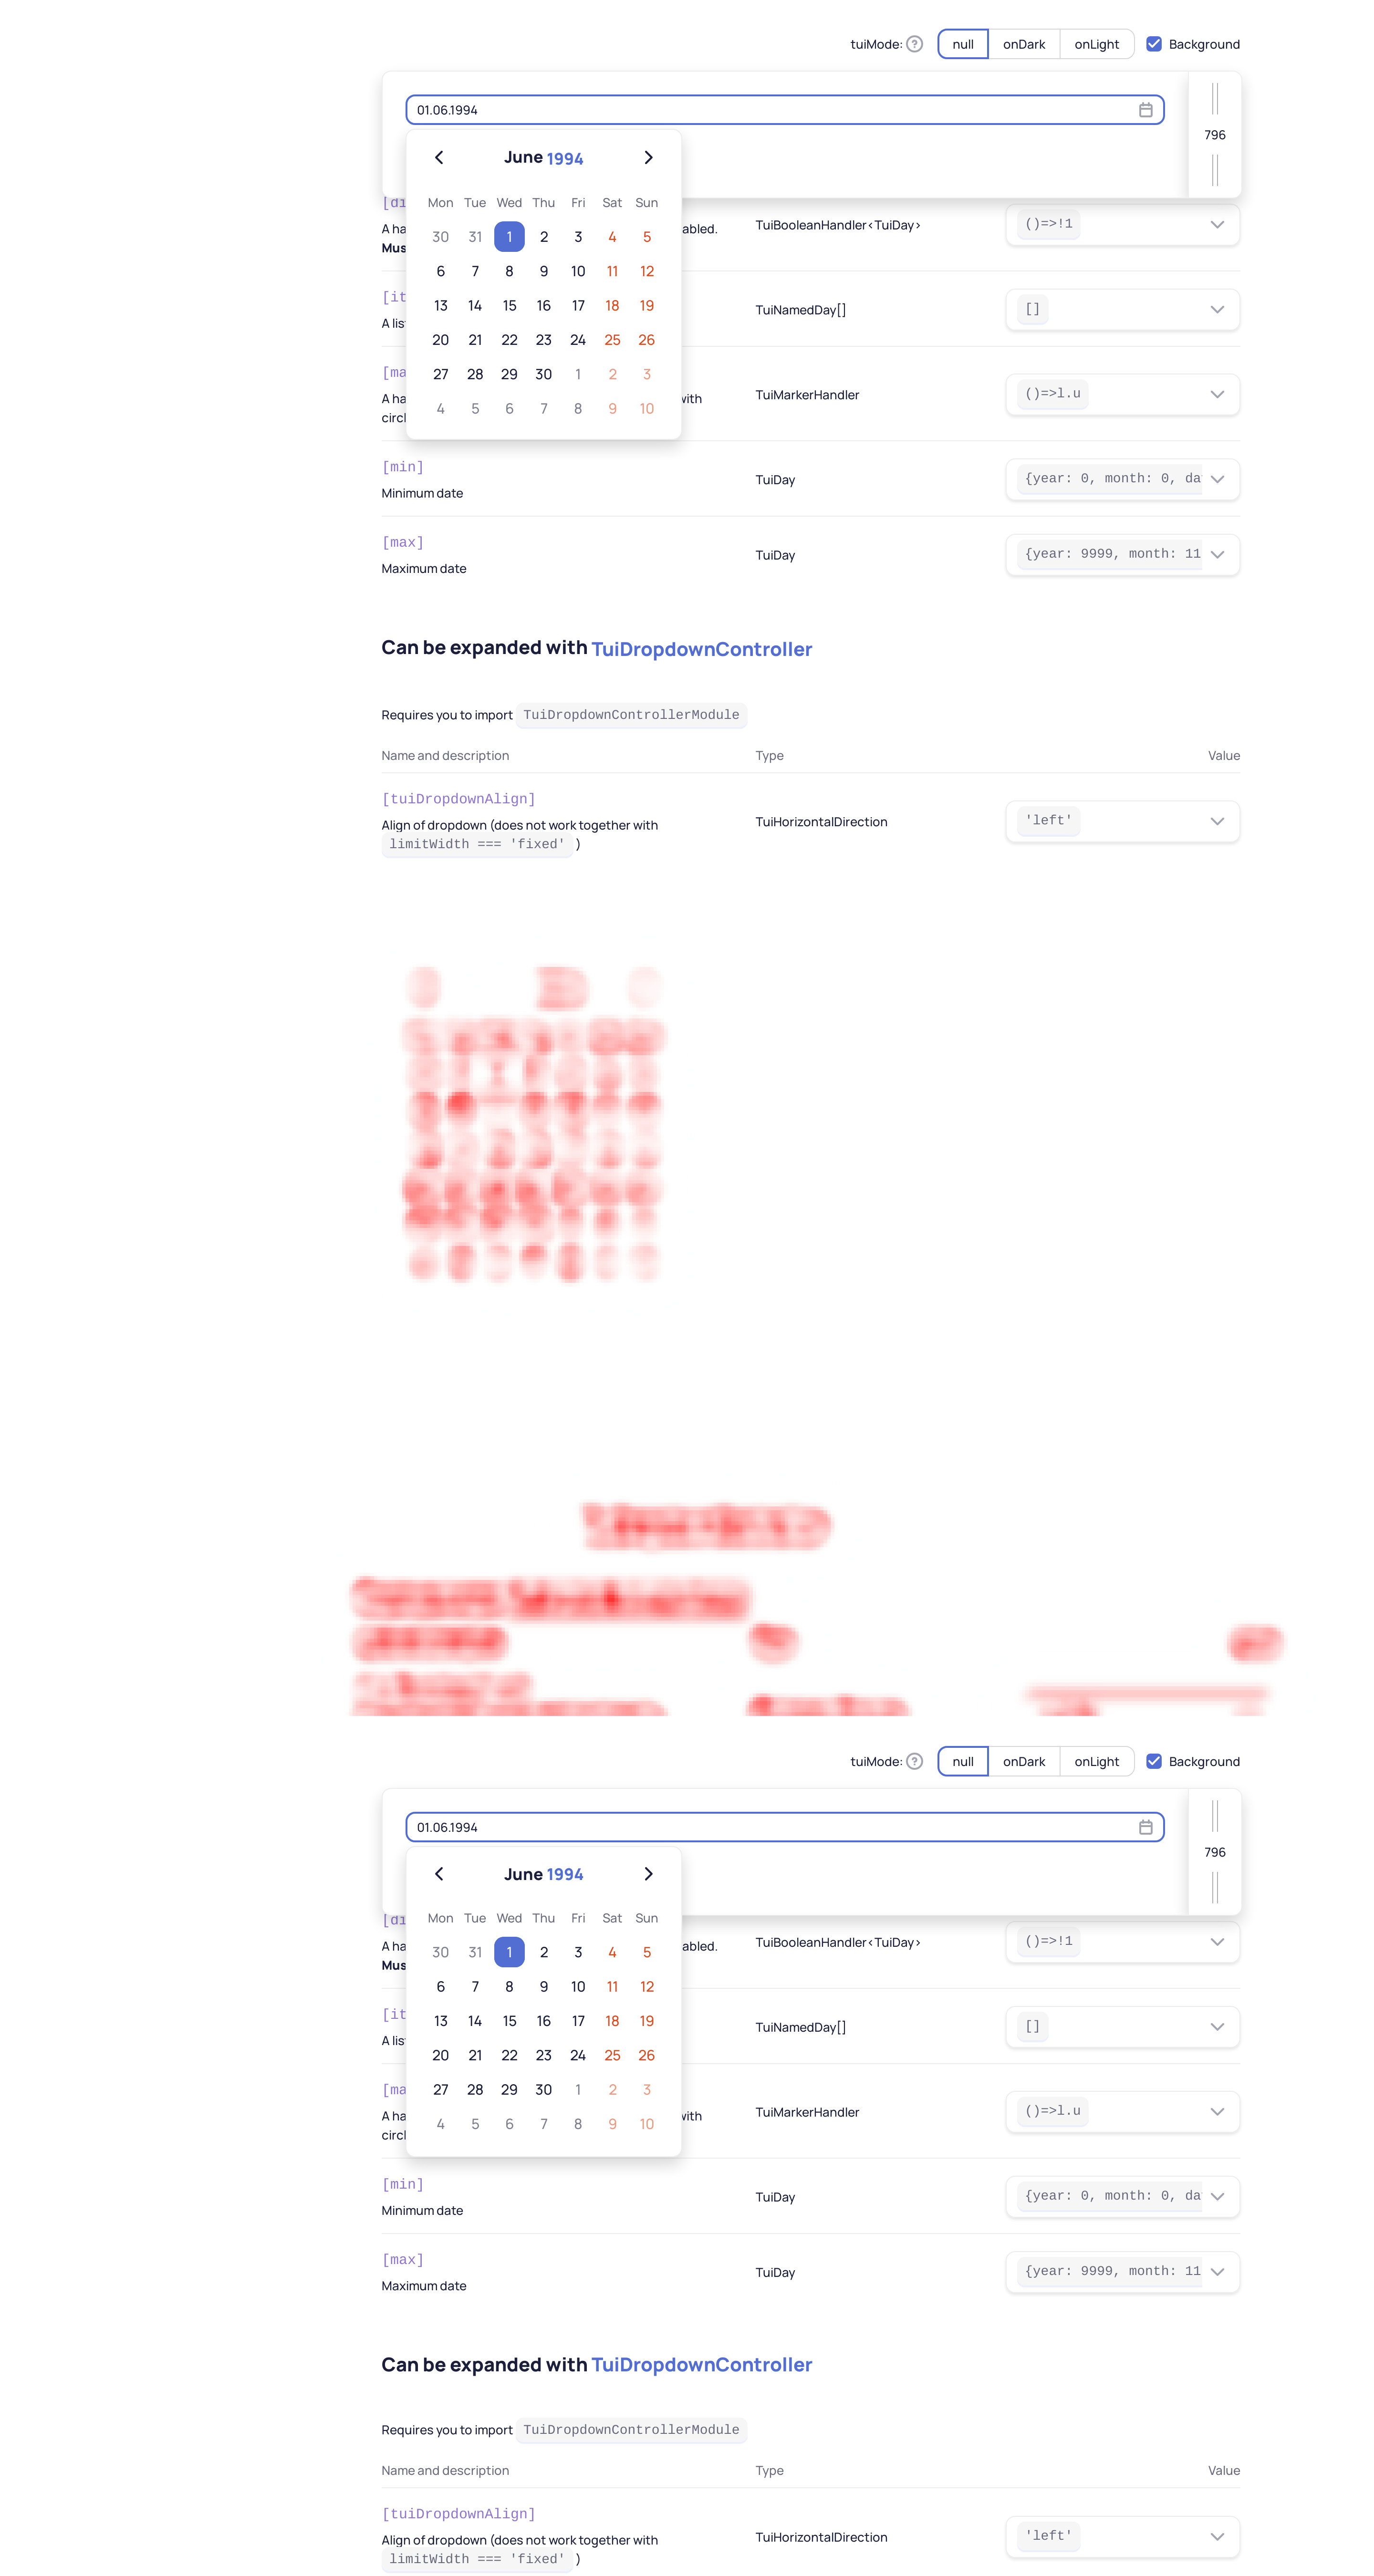 tuiMode: ? null onDark onLight Background
01.06.1994
796
June 1994
Mon Tue Wed Thu Fri Sat Sun
30 31 1 2 3 4 5
6 7 8 9 10 11 12
13 14 15 16 17 18 19
20 21 22 23 24 25 26
27 28 29 30 1 2 3
4 5 6 7 8 9 10
[di
A ha abled. TuiBooleanHandler<TuiDay> ()=>!1
Mus
[it
A lis TuiNamedDay[] []
[ma
A ha with TuiMarkerHandler ()=>l.u
circl
[min]
Minimum date TuiDay {year: 0, month: 0, da
[max]
Maximum date TuiDay {year: 9999, month: 11
Can be expanded with TuiDropdownController
Requires you to import TuiDropdownControllerModule
Name and description Type Value
[tuiDropdownAlign]
Align of dropdown (does not work together with TuiHorizontalDirection 'left'
limitWidth === 'fixed' )
tuiMode: ? null onDark onLight Background
01.06.1994
796
June 1994
Mon Tue Wed Thu Fri Sat Sun
30 31 1 2 3 4 5
6 7 8 9 10 11 12
13 14 15 16 17 18 19
20 21 22 23 24 25 26
27 28 29 30 1 2 3
4 5 6 7 8 9 10
[di
A ha abled. TuiBooleanHandler<TuiDay> ()=>!1
Mus
[it
A lis TuiNamedDay[] []
[ma
A ha with TuiMarkerHandler ()=>l.u
circl
[min]
Minimum date TuiDay {year: 0, month: 0, da
[max]
Maximum date TuiDay {year: 9999, month: 11
Can be expanded with TuiDropdownController
Requires you to import TuiDropdownControllerModule
Name and description Type Value
[tuiDropdownAlign]
Align of dropdown (does not work together with TuiHorizontalDirection 'left'
limitWidth === 'fixed' )